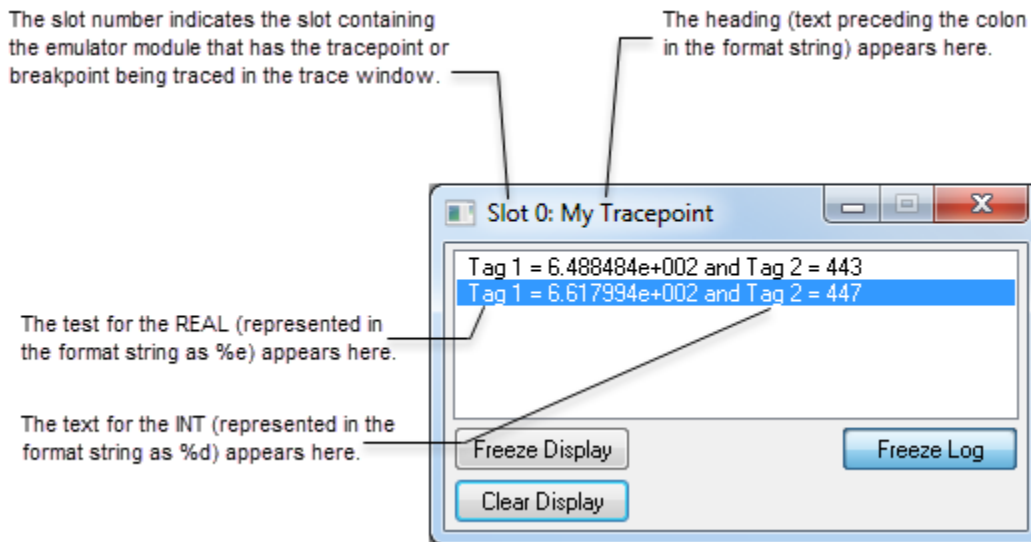 The slot number indicates the slot containing
the emulator module that has the tracepoint or
breakpoint being traced in the trace window.
The heading (text preceding the colon
in the format string) appears here.
Slot 0: My Tracepoint
Tag 1 = 6.488484e+002 and Tag 2 = 443
Tag 1 = 6.617994e+002 and Tag 2 = 447
The test for the REAL (represented in
the format string as %e) appears here.
The text for the INT (represented in the
format string as %d) appears here.
Freeze Display
Freeze Log
Clear Display